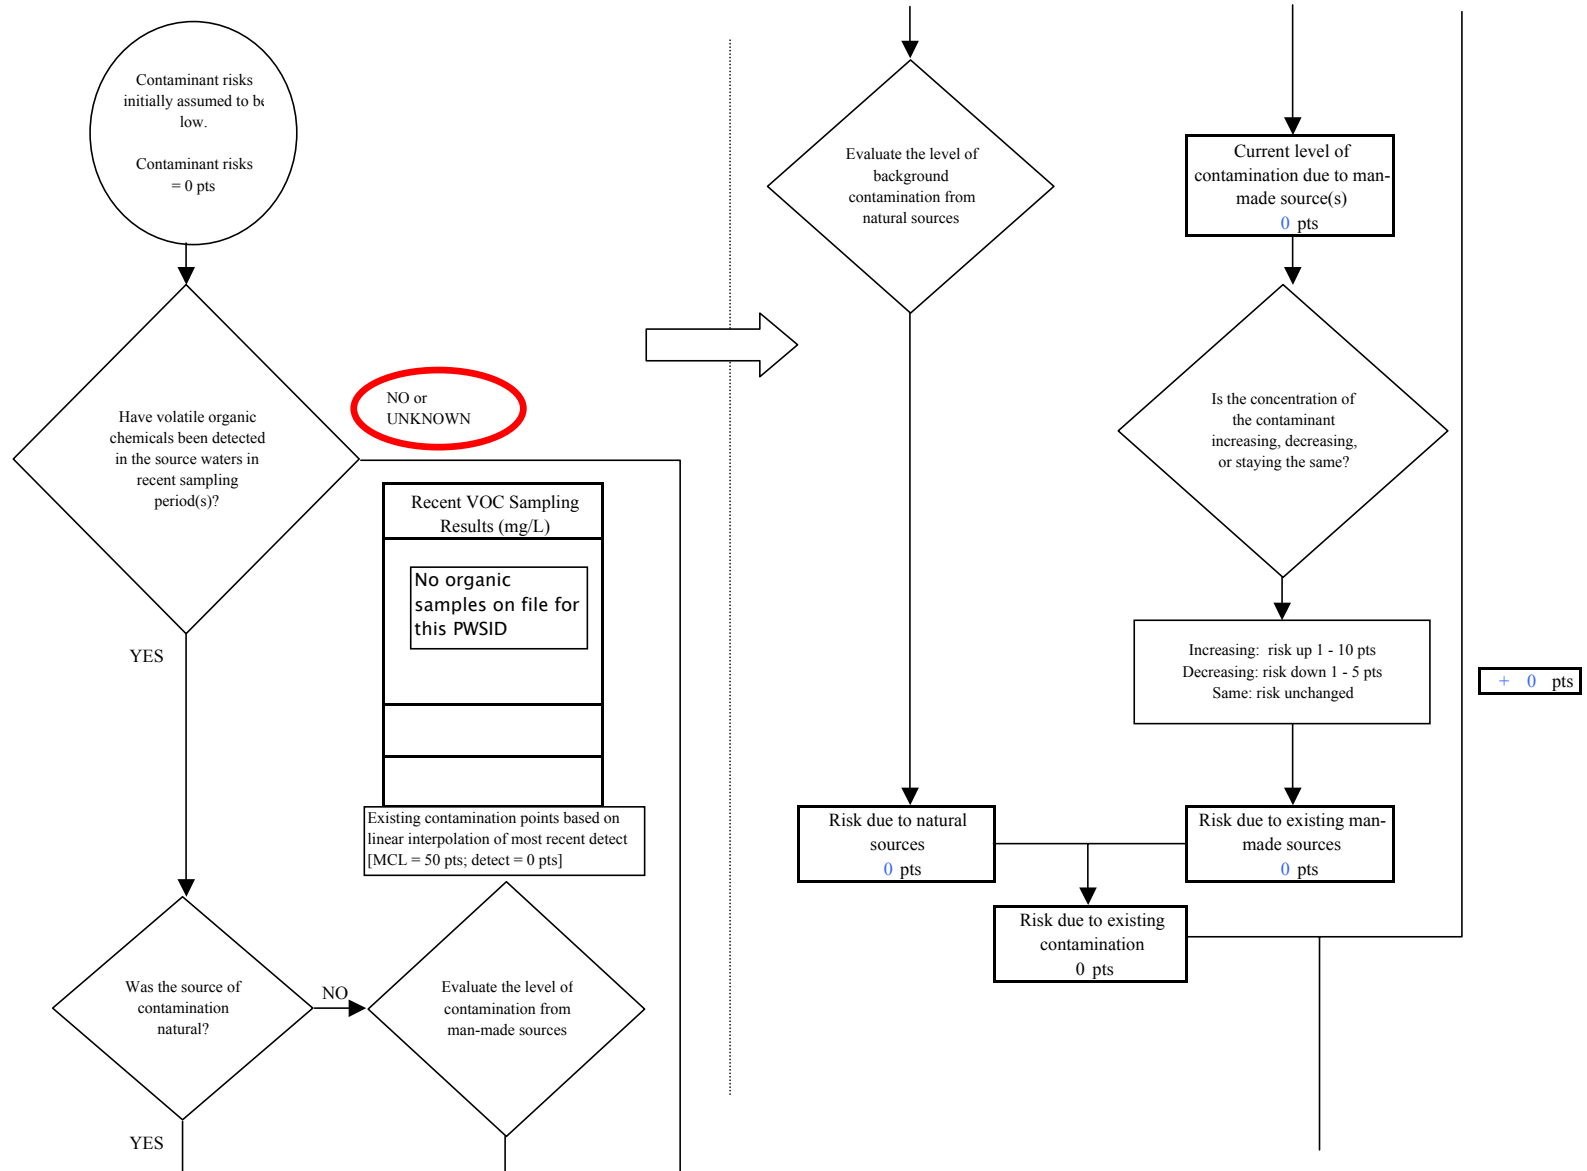 Contaminant risks
initially assumed to be
low.
Contaminant risks
= 0 pts
Have volatile organic
chemicals been detected
in the source waters in
recent sampling
period(s)?
NO or
UNKNOWN
Recent VOC Sampling
Results (mg/L)
No organic
samples on file for
this PWSID
YES
Existing contamination points based on
linear interpolation of most recent detect
[MCL = 50 pts; detect = 0 pts]
Was the source of
contamination
natural?
NO
Evaluate the level of
contamination from
man-made sources
YES
Evaluate the level of
background
contamination from
natural sources
Current level of
contamination due to man-
made source(s)
0 pts
Is the concentration of
the contaminant
increasing, decreasing,
or staying the same?
Increasing: risk up 1 - 10 pts
Decreasing: risk down 1 - 5 pts
Same: risk unchanged
+ 0 pts
Risk due to natural
sources
0 pts
Risk due to existing man-
made sources
0 pts
Risk due to existing
contamination
0 pts